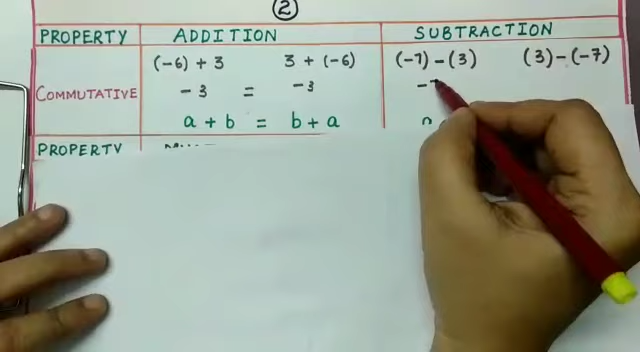 2
PROPERTY ADDITION SUBTRACTION
(-6) + 3 3 + (-6) (-7) - (3) (3) - (-7)
COMMUTATIVE -3 = -3
a + b = b + a
PROPERTY